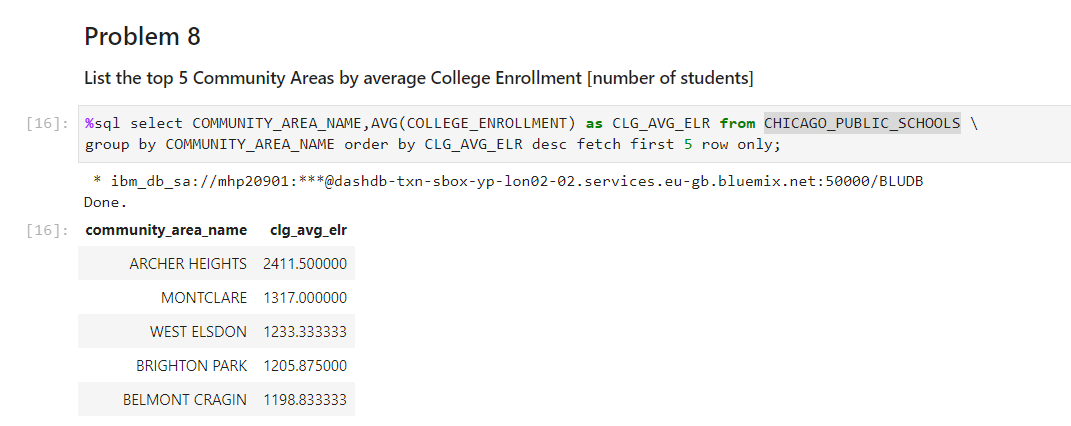 Problem 8
List the top 5 Community Areas by average College Enrollment [number of students]
[16]: %sql select COMMUNITY_AREA_NAME,AVG(COLLEGE_ENROLLMENT) as CLG_AVG_ELR from CHICAGO_PUBLIC_SCHOOLS \
group by COMMUNITY_AREA_NAME order by CLG_AVG_ELR desc fetch first 5 row only;
* ibm_db_sa://mhp20901:***@dashdb-txn-sbox-yp-lon02-02.services.eu-gb.bluemix.net:50000/BLUDB
Done.
[16]: community_area_name clg_avg_elr
ARCHER HEIGHTS 2411.500000
MONTCLARE 1317.000000
WEST ELSDON 1233.333333
BRIGHTON PARK 1205.875000
BELMONT CRAGIN 1198.833333